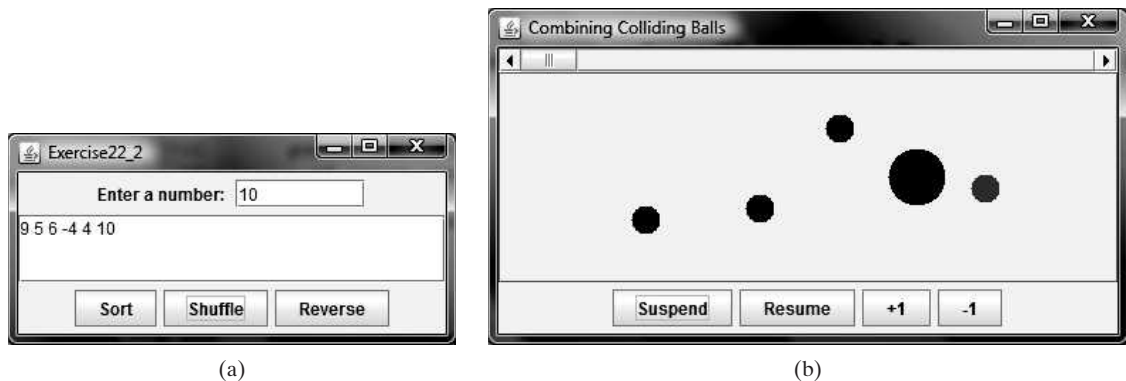 Exercise22_2
Enter a number: 10
9 5 6 -4 4 10
Sort Shuffle Reverse
(a)
Combining Colliding Balls
Suspend Resume +1 -1
(b)